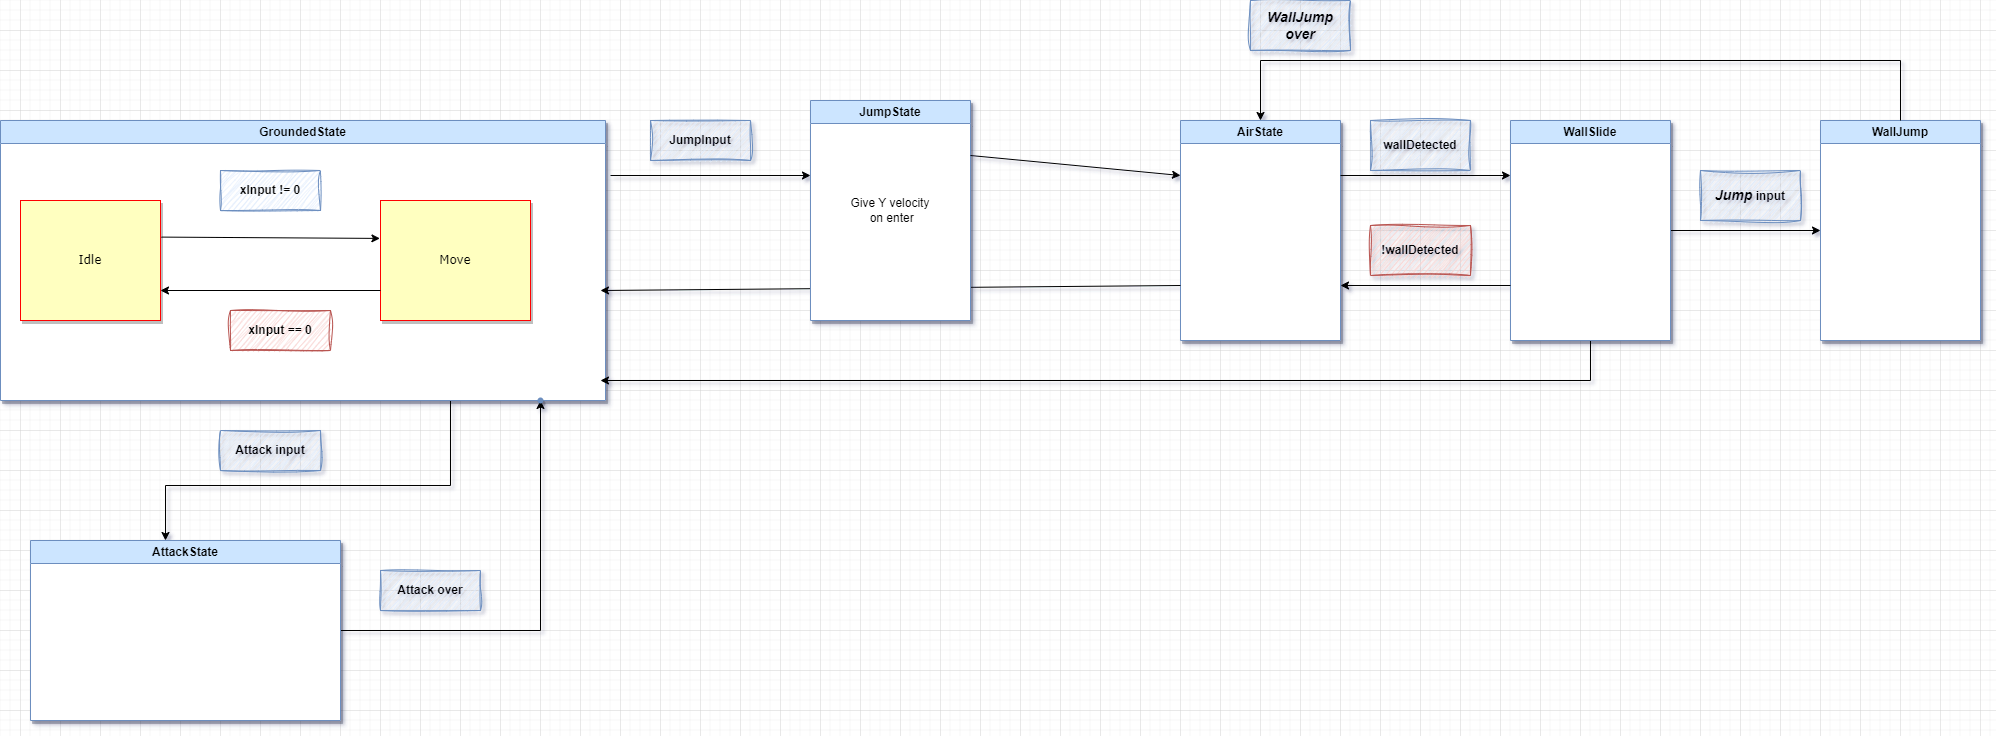 WallJump
over
JumpState
GroundedState
JumpInput
AirState
wallDetected
WallSlide
WallJump
xInput != 0
Jump input
Give Y velocity
on enter
Idle
Move
!wallDetected
xInput == 0
Attack input
AttackState
Attack over